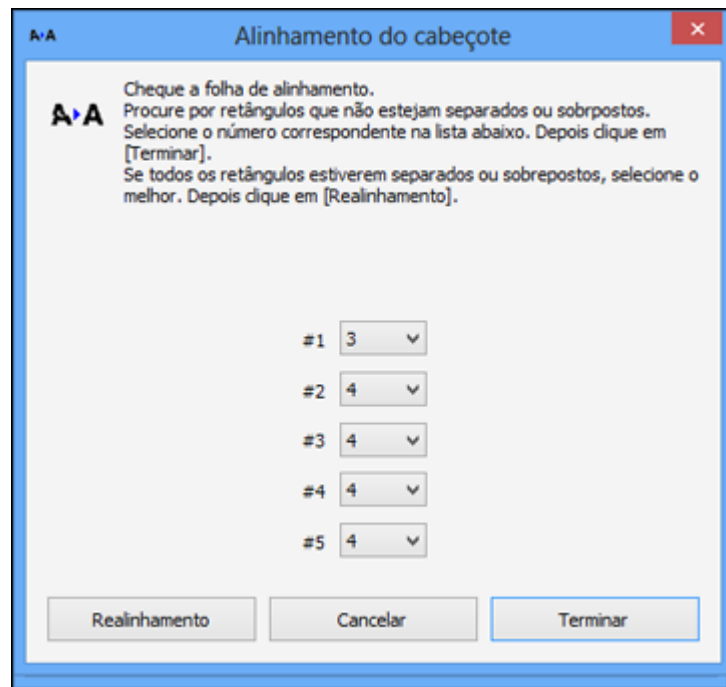 A A Alinhamento do cabeçote
A A
Cheque a folha de alinhamento.
Procure por retângulos que não estejam separados ou sobrpostos.
Selecione o número correspondente na lista abaixo. Depois clique em
[Terminar].
Se todos os retângulos estiverem separados ou sobrepostos, selecione o
melhor. Depois clique em [Realinhamento].
#1 3
#2 4
#3 4
#4 4
#5 4
Realinhamento Cancelar Terminar